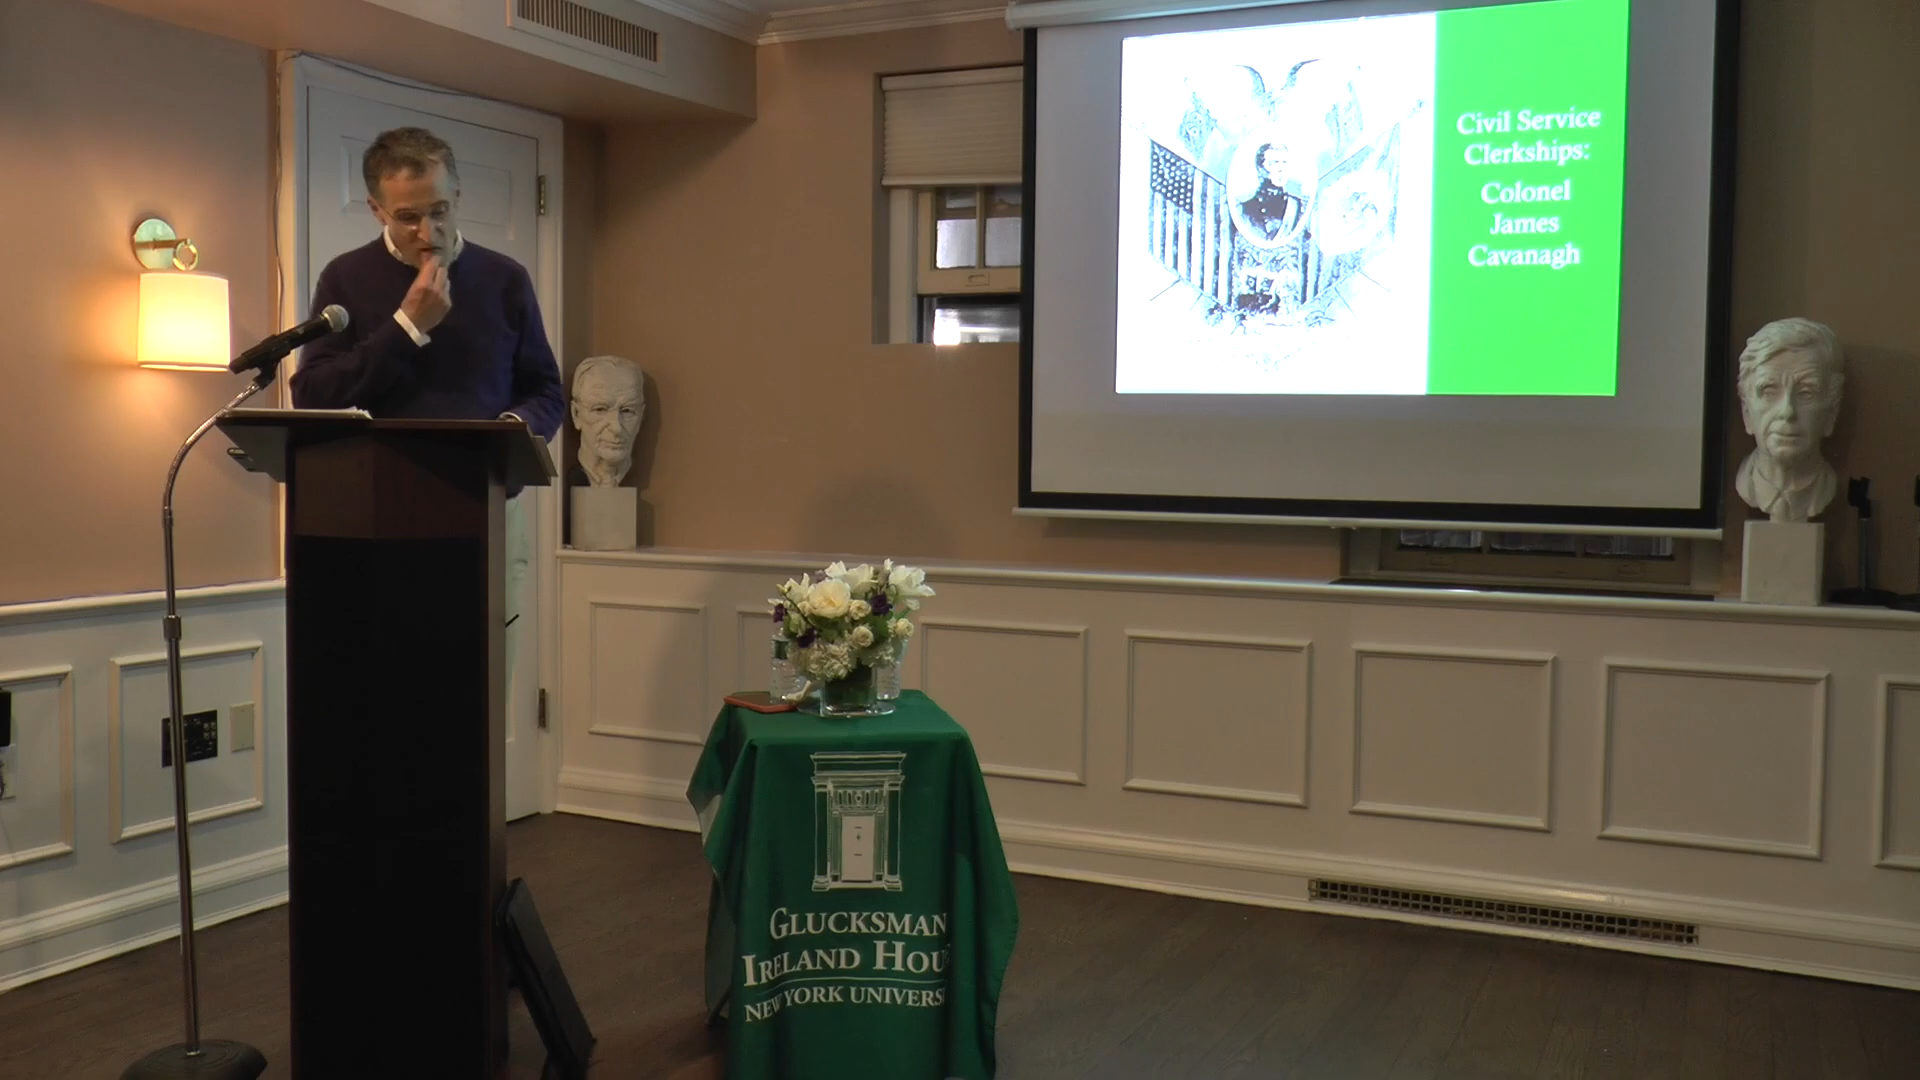 Civil Service
Clerkships:
Colonel
James
Cavanagh
GLUCKSMAN
IRELAND HOU
NEW YORK UNIVERS